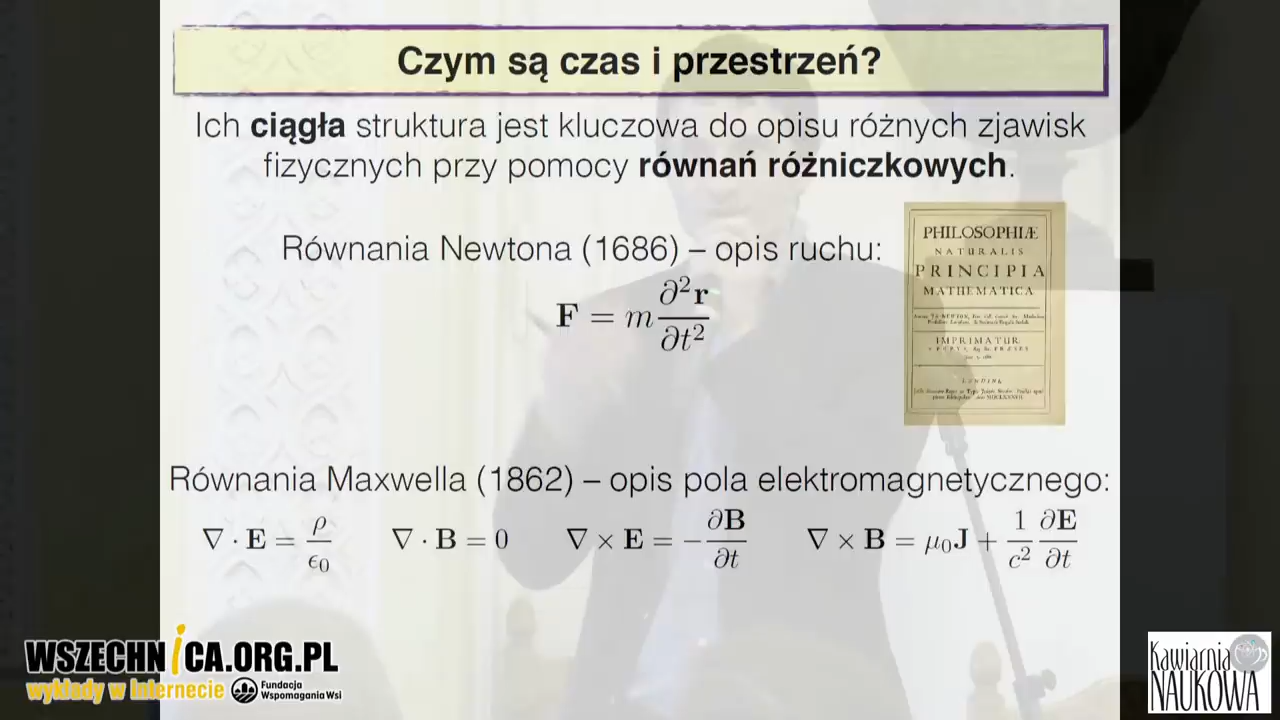 Czym są czas i przestrzeń?
Ich ciągła struktura jest kluczowa do opisu różnych zjawisk
fizycznych przy pomocy równań różniczkowych.
Równania Newtona (1686) – opis ruchu:
F = m ∂²r / ∂t²
PHILOSOPHIÆ
NATURALIS
PRINCIPIA
MATHEMATICA
IMPRIMATUR
LONDINI,
Równania Maxwella (1862) – opis pola elektromagnetycznego:
∇ · E = ρ / ϵ₀ ∇ · B = 0 ∇ × E = −∂B / ∂t ∇ × B = μ₀J + 1/c² ∂E/∂t
WSZECHNICA.ORG.PL
wykłady w Internecie
Fundacja
Wspomagania Wsi
Kawiarnia
NAUKOWA